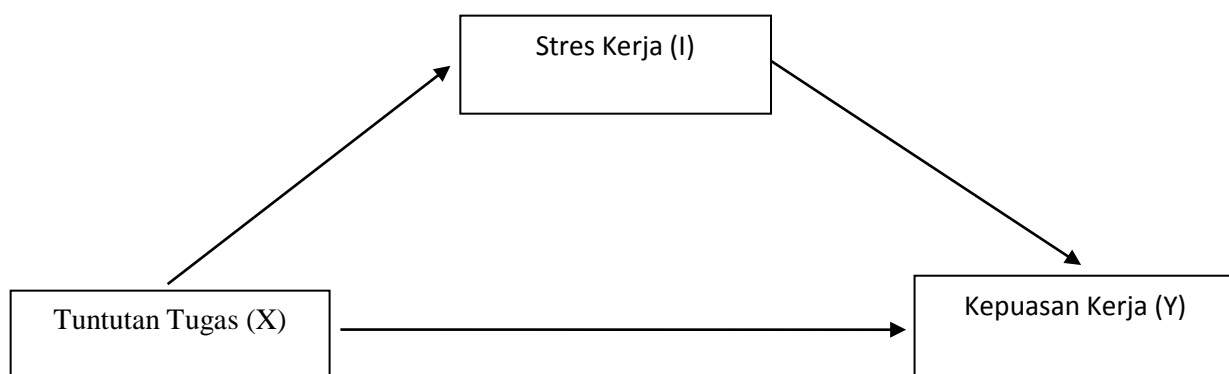 Stres Kerja (I)
Tuntutan Tugas (X)
Kepuasan Kerja (Y)